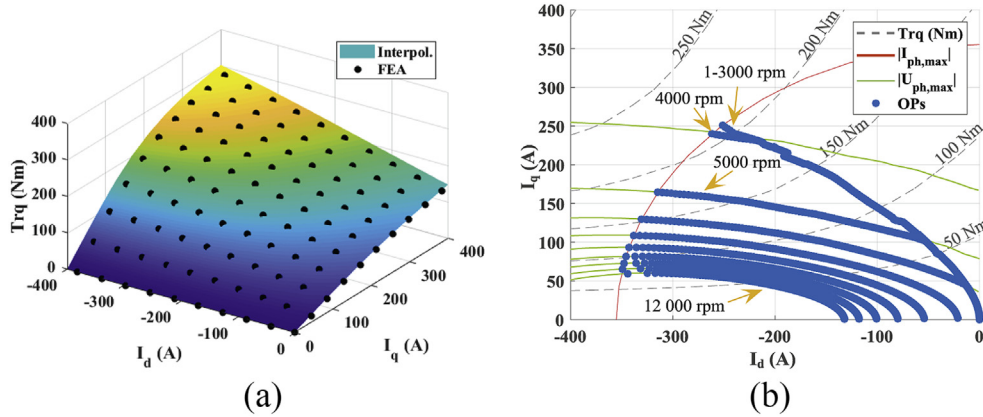 (a)
Interpol.
FEA
Trq (Nm)
400
300
200
100
0
-400
-300
-200
-100
0
I_d (A)
0
100
200
300
400
I_q (A)
(b)
I_q (A)
400
350
300
250
200
150
100
50
0
-400
-300
-200
-100
0
I_d (A)
250 Nm
200 Nm
150 Nm
100 Nm
50 Nm
1-3000 rpm
4000 rpm
5000 rpm
12 000 rpm
Trq (Nm)
|I_ph,max|
|U_ph,max|
OPs
(a)
(b)